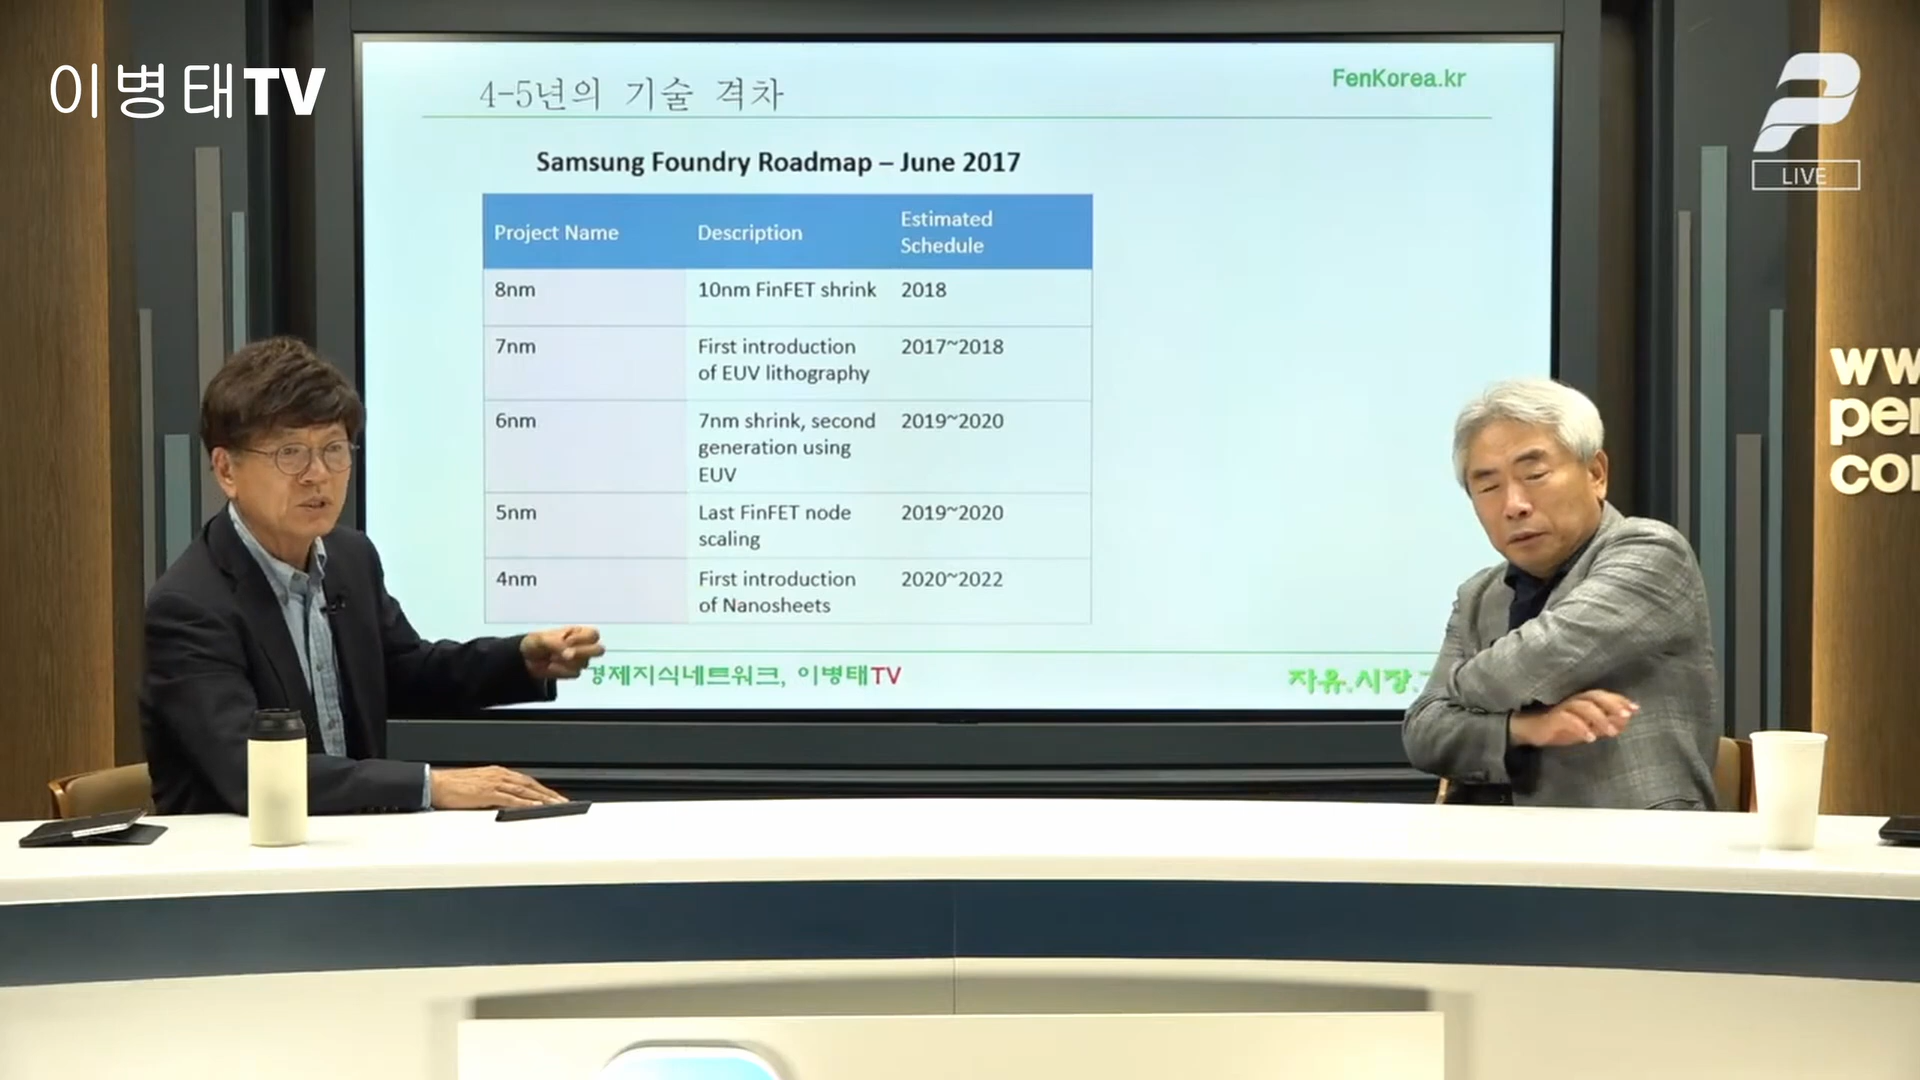 이병태TV
LIVE
4-5년의 기술 격차
FenKorea.kr
Samsung Foundry Roadmap – June 2017
Project Name Description Estimated Schedule
8nm 10nm FinFET shrink 2018
7nm First introduction of EUV lithography 2017~2018
6nm 7nm shrink, second generation using EUV 2019~2020
5nm Last FinFET node scaling 2019~2020
4nm First introduction of Nanosheets 2020~2022
경제지식네트워크, 이병태TV
자유.시장.